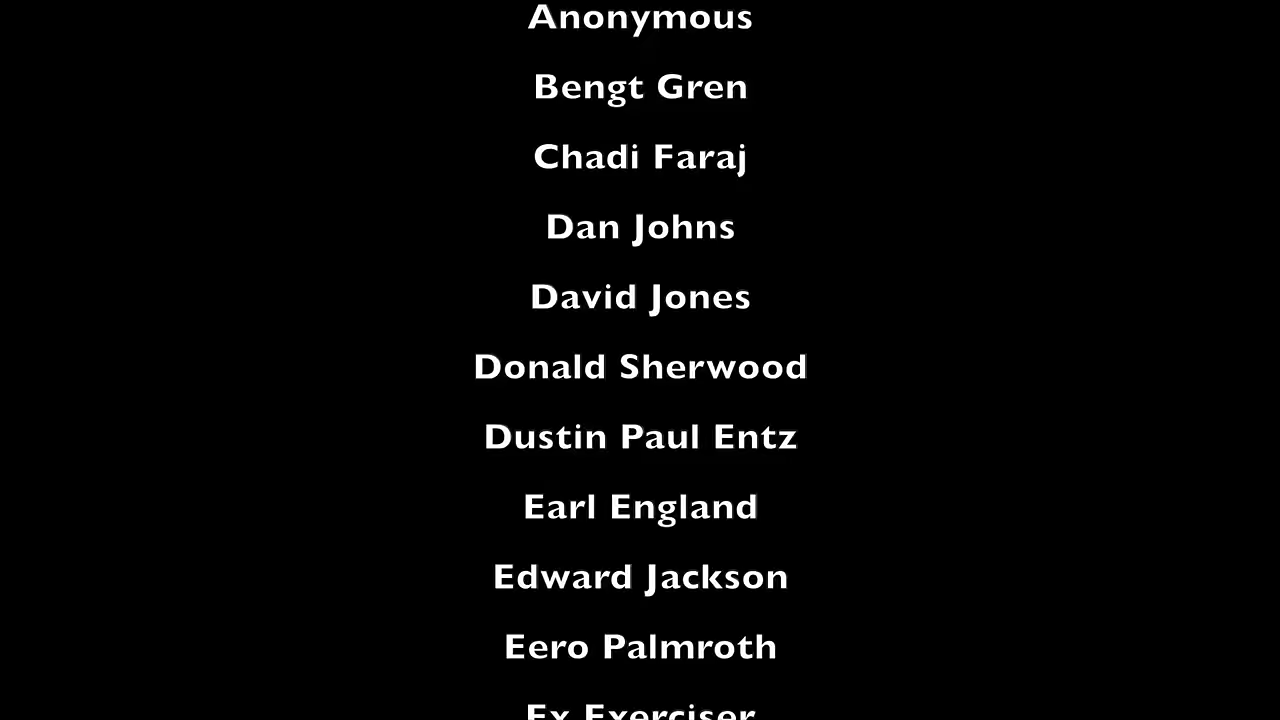 Anonymous
Bengt Gren
Chadi Faraj
Dan Johns
David Jones
Donald Sherwood
Dustin Paul Entz
Earl England
Edward Jackson
Eero Palmroth
Ex Exerciser